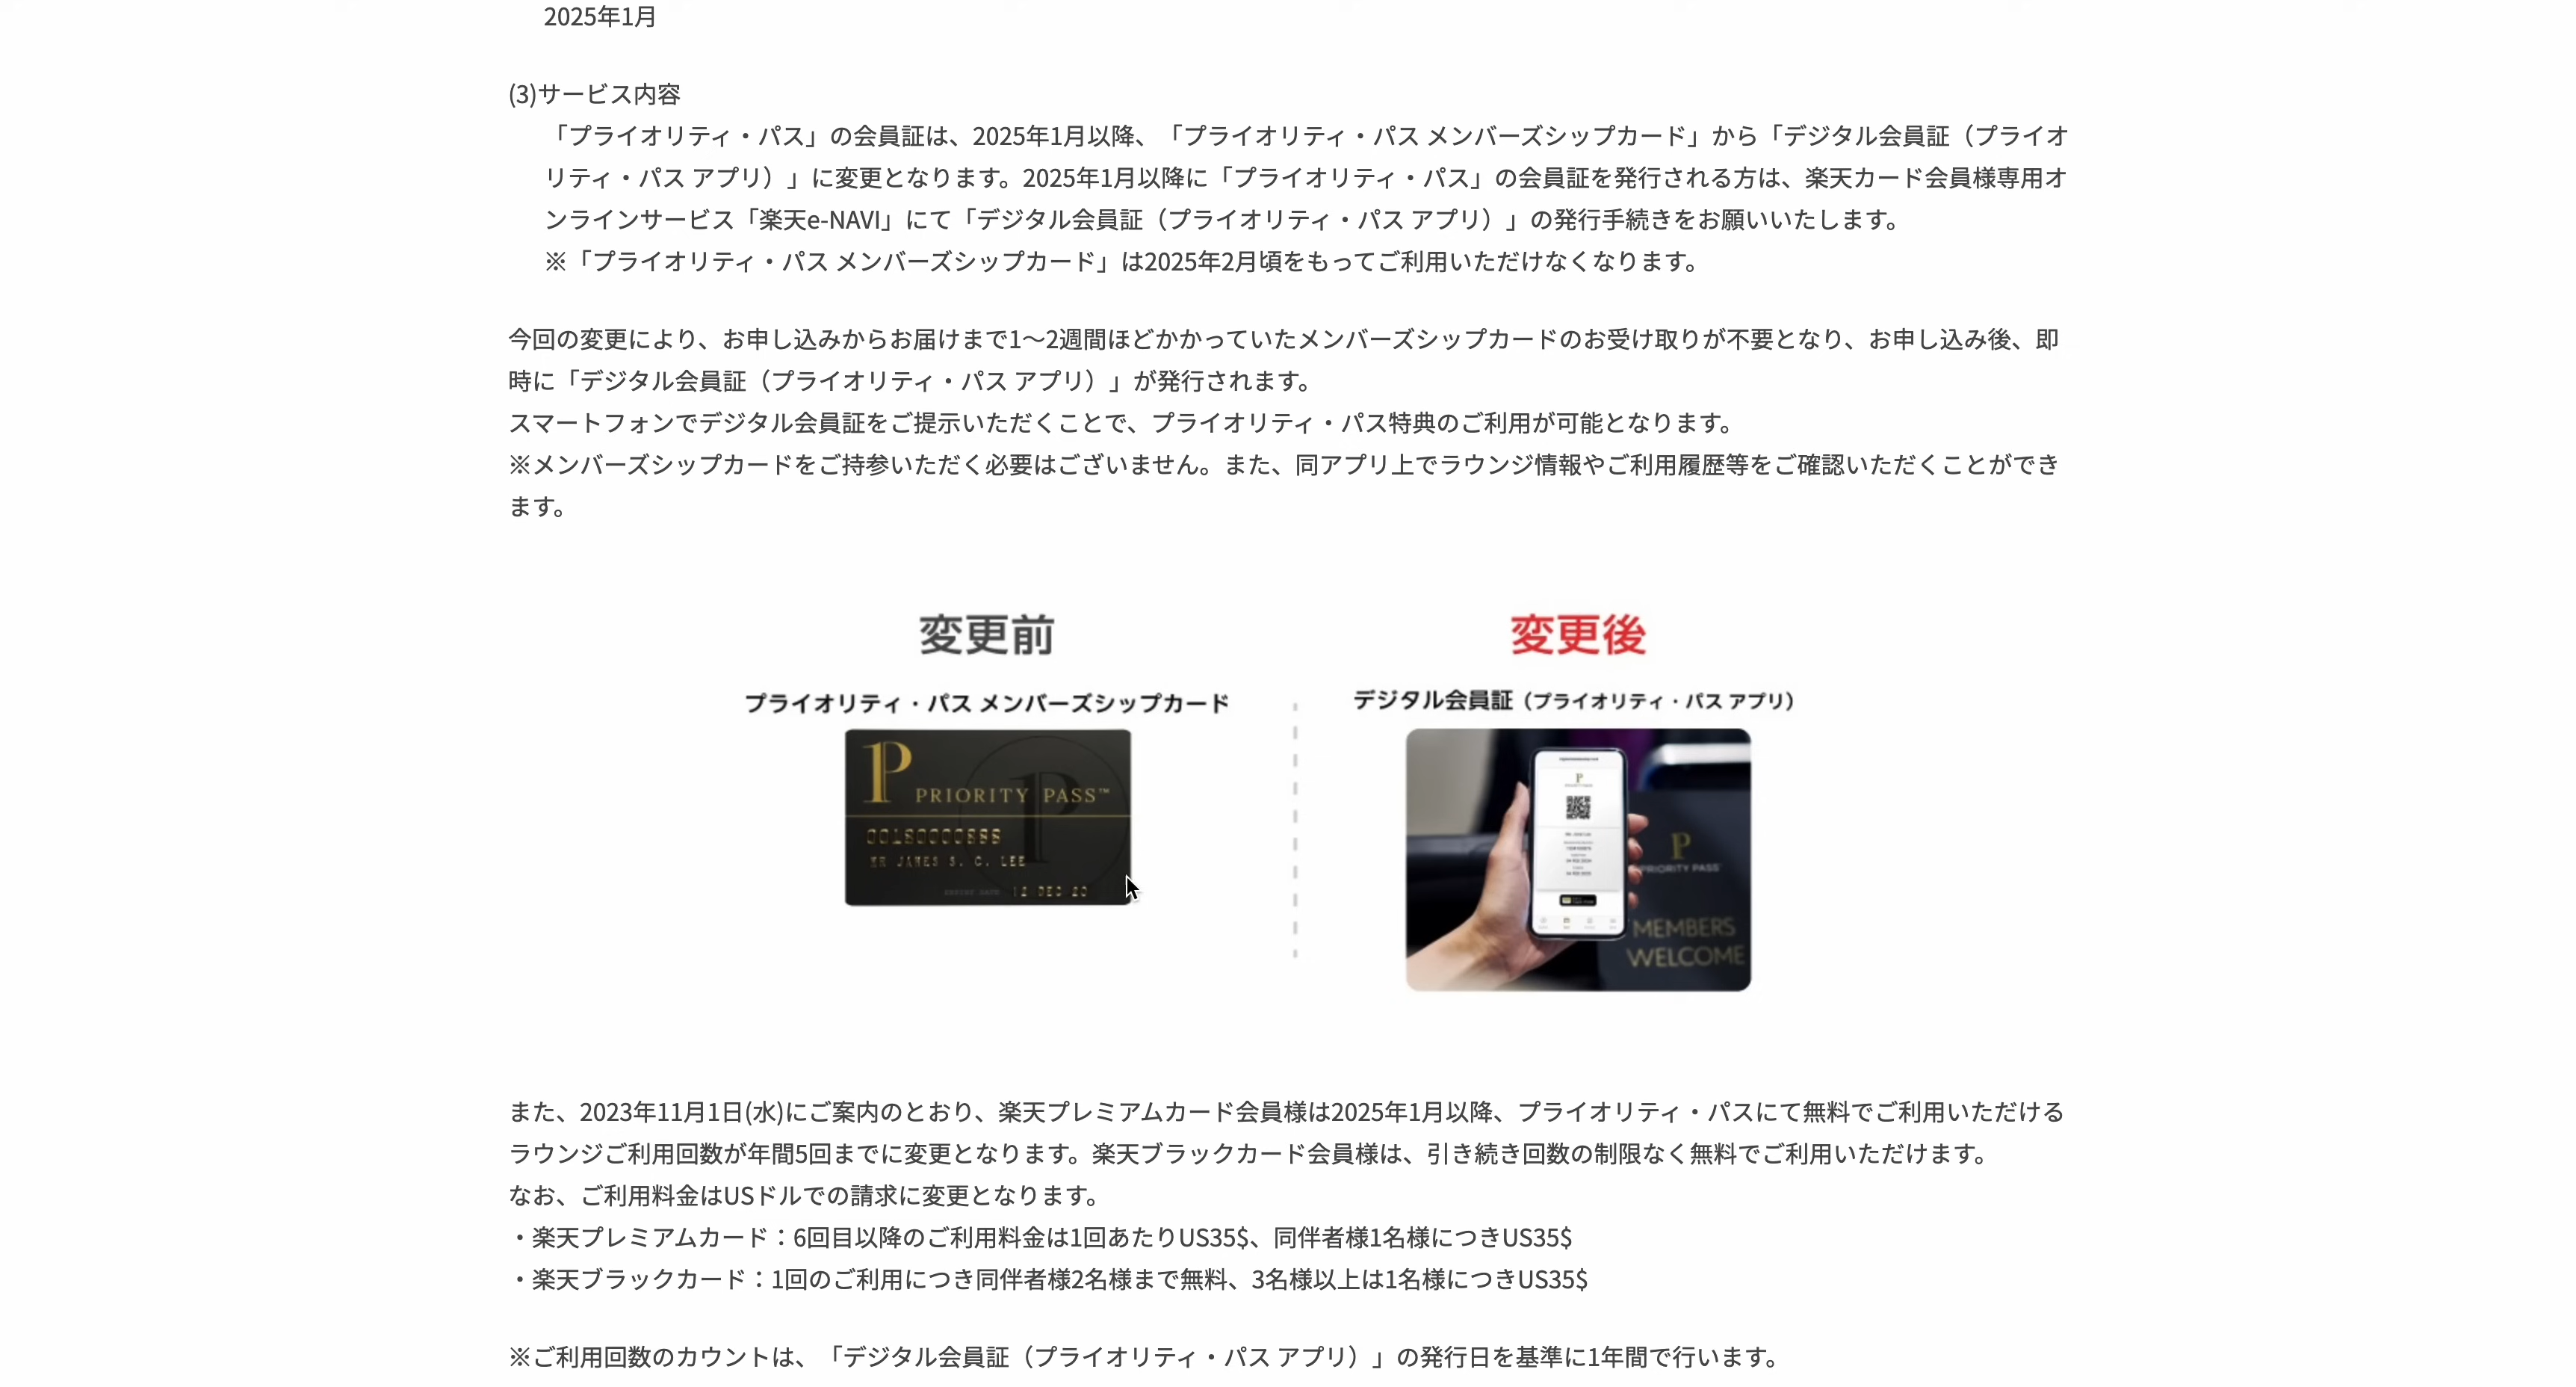 2025年1月
(3)サービス内容
「プライオリティ・パス」の会員証は、2025年1月以降、「プライオリティ・パス メンバーズシップカード」から「デジタル会員証（プライオ
リティ・パス アプリ）」に変更となります。2025年1月以降に「プライオリティ・パス」の会員証を発行される方は、楽天カード会員様専用オ
ンラインサービス「楽天e-NAVI」にて「デジタル会員証（プライオリティ・パス アプリ）」の発行手続きをお願いいたします。
※「プライオリティ・パス メンバーズシップカード」は2025年2月頃をもってご利用いただけなくなります。
今回の変更により、お申し込みからお届けまで1～2週間ほどかかっていたメンバーズシップカードのお受け取りが不要となり、お申し込み後、即
時に「デジタル会員証（プライオリティ・パス アプリ）」が発行されます。
スマートフォンでデジタル会員証をご提示いただくことで、プライオリティ・パス特典のご利用が可能となります。
※メンバーズシップカードをご持参いただく必要はございません。また、同アプリ上でラウンジ情報やご利用履歴等をご確認いただくことができ
ます。
変更前
プライオリティ・パス メンバーズシップカード
PRIORITY PASS™
MR JAMES S. C. LEE
変更後
デジタル会員証（プライオリティ・パス アプリ）
PRIORITY PASS
MEMBERS
WELCOME
また、2023年11月1日(水)にご案内のとおり、楽天プレミアムカード会員様は2025年1月以降、プライオリティ・パスにて無料でご利用いただける
ラウンジご利用回数が年間5回までに変更となります。楽天ブラックカード会員様は、引き続き回数の制限なく無料でご利用いただけます。
なお、ご利用料金はUSドルでの請求に変更となります。
・楽天プレミアムカード：6回目以降のご利用料金は1回あたりUS35$、同伴者様1名様につきUS35$
・楽天ブラックカード：1回のご利用につき同伴者様2名様まで無料、3名様以上は1名様につきUS35$
※ご利用回数のカウントは、「デジタル会員証（プライオリティ・パス アプリ）」の発行日を基準に1年間で行います。